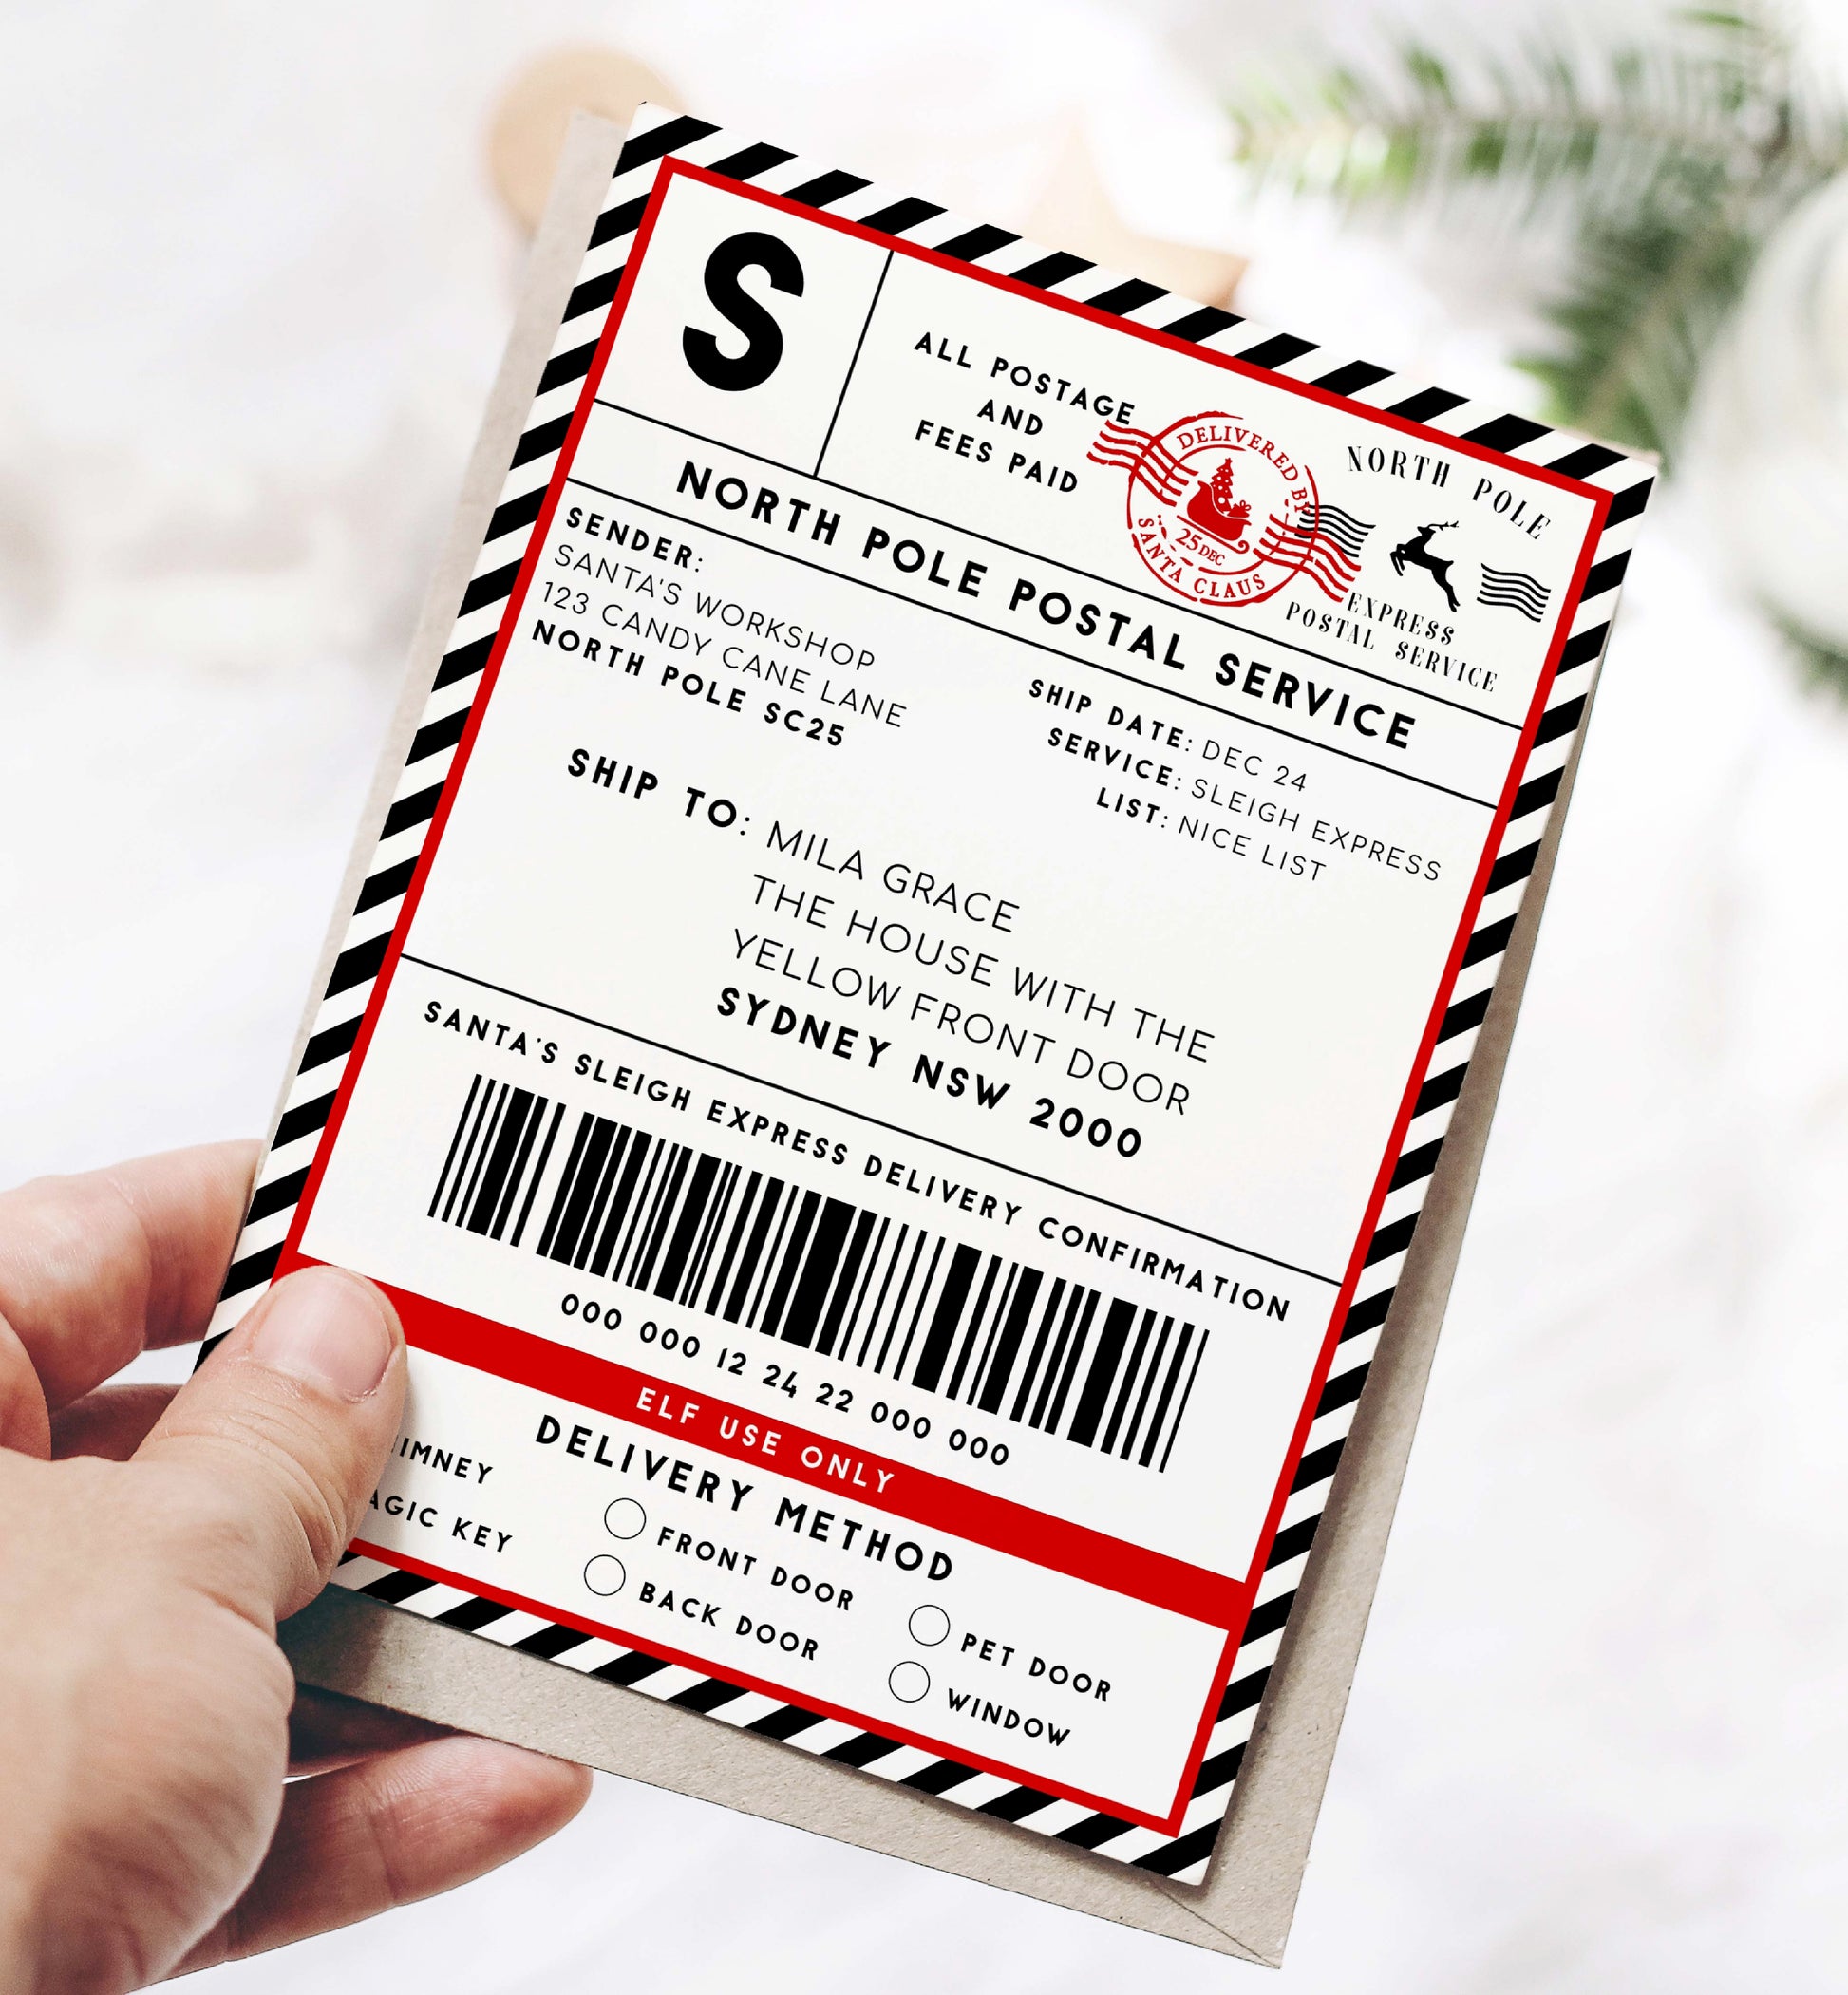 S
ALL POSTAGE
AND
FEES PAID
DELIVERED BY
25 DEC
SANTA CLAUS
NORTH POLE
EXPRESS
POSTAL SERVICE
NORTH POLE POSTAL SERVICE
SENDER:
SANTA'S WORKSHOP
123 CANDY CANE LANE
NORTH POLE SC25
SHIP DATE: DEC 24
SERVICE: SLEIGH EXPRESS
LIST: NICE LIST
SHIP TO: MILA GRACE
THE HOUSE WITH THE
YELLOW FRONT DOOR
SYDNEY NSW 2000
SANTA'S SLEIGH EXPRESS DELIVERY CONFIRMATION
000 000 12 24 22 000 000
ELF USE ONLY
DELIVERY METHOD
IMNEY
AGIC KEY
FRONT DOOR
BACK DOOR
PET DOOR
WINDOW